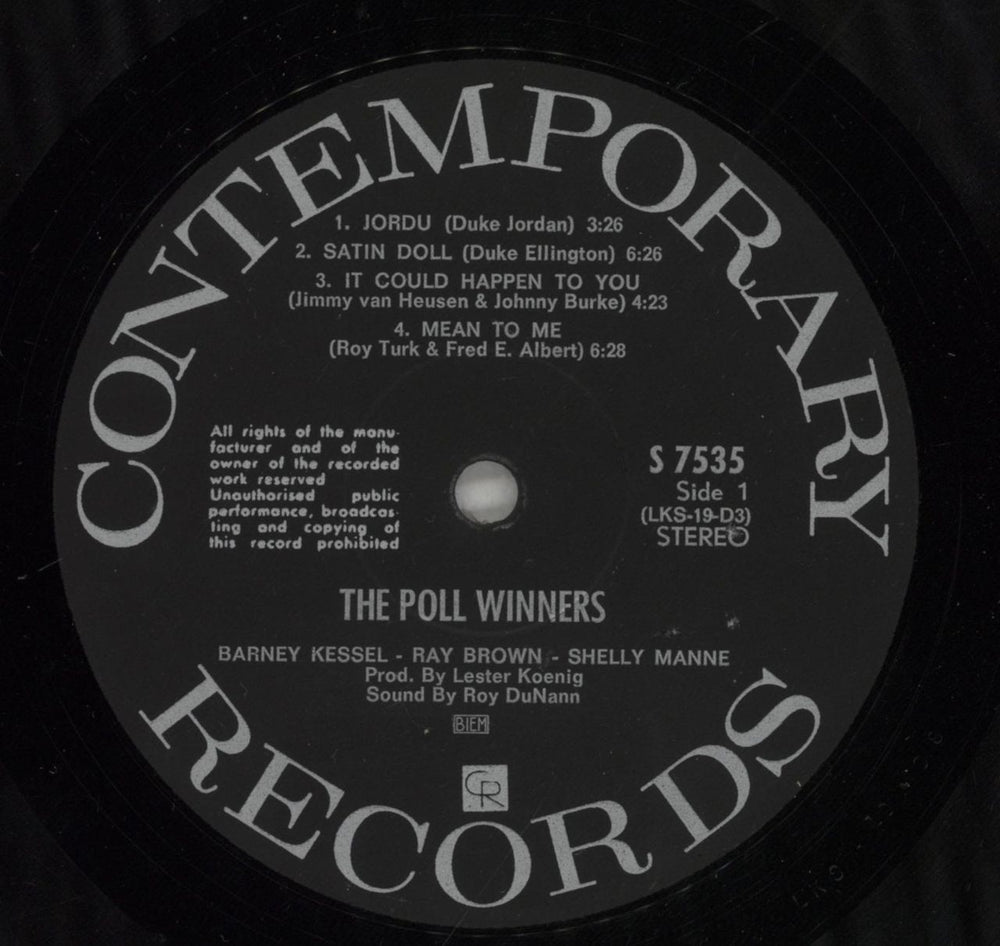 CONTEMPORARY
1. JORDU (Duke Jordan) 3:26
2. SATIN DOLL (Duke Ellington) 6:26
3. IT COULD HAPPEN TO YOU
(Jimmy van Heusen & Johnny Burke) 4:23
4. MEAN TO ME
(Roy Turk & Fred E. Albert) 6:28
All rights of the manu-
facturer and of the
owner of the recorded
work reserved
Unauthorised public
performance, broadcas-
ting and copying of
this record prohibited
S 7535
Side 1
(LKS-19-D3)
STEREO
THE POLL WINNERS
BARNEY KESSEL - RAY BROWN - SHELLY MANNE
Prod. By Lester Koenig
Sound By Roy DuNann
BIEM
CR
RECORDS